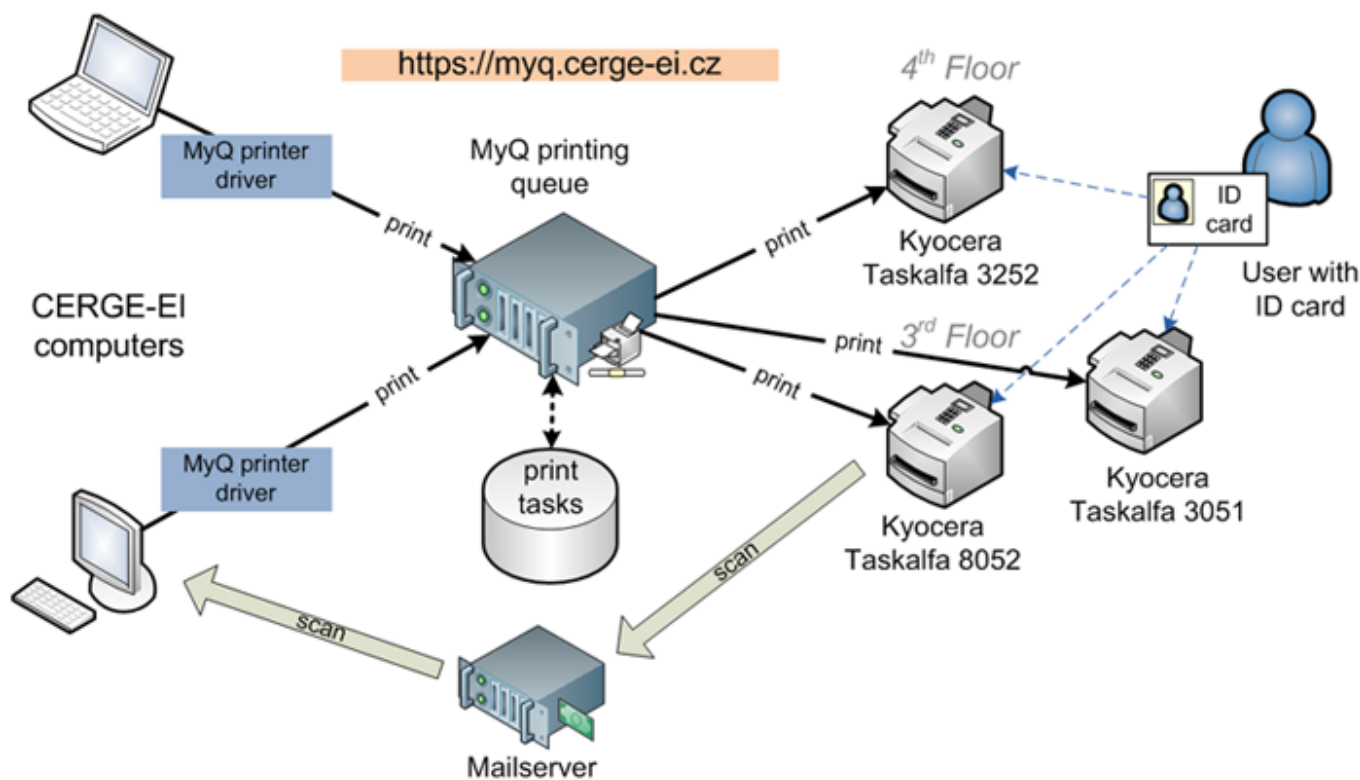 https://myq.cerge-ei.cz
4th Floor
MyQ printer
driver
MyQ printing
queue
ID
card
print
print
Kyocera
Taskalfa 3252
User with
ID card
CERGE-EI
computers
3rd Floor
print
print
print
MyQ printer
driver
print
tasks
Kyocera
Taskalfa 3051
Kyocera
Taskalfa 8052
scan
scan
Mailserver